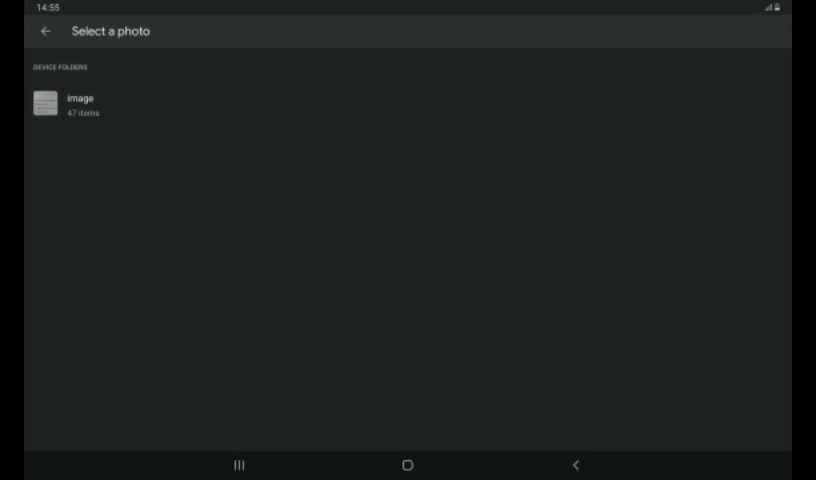 14:55
Select a photo
DEVICE FOLDERS
image
47 items